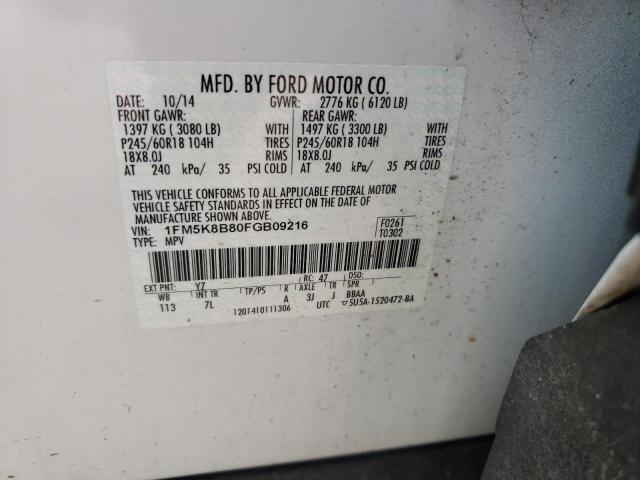 MFD. BY FORD MOTOR CO.
DATE: 10/14 GVWR: 2776 KG ( 6120 LB)
FRONT GAWR: REAR GAWR:
1397 KG ( 3080 LB) WITH 1497 KG ( 3300 LB) WITH
P245/60R18 104H TIRES P245/60R18 104H TIRES
18X8.0J RIMS 18X8.0J RIMS
AT 240 kPa/ 35 PSI COLD AT 240 kPa/ 35 PSI COLD
THIS VEHICLE CONFORMS TO ALL APPLICABLE FEDERAL MOTOR
VEHICLE SAFETY STANDARDS IN EFFECT ON THE DATE OF
MANUFACTURE SHOWN ABOVE.
VIN: 1FM5K8B80FGB09216 F0261
TYPE: MPV T0302
EXT PNT: YZ RC: 47 DSO:
WB INT TR TP/PS R AXLE TR SPR
113 7L A 3J J BBAA
1201410111306 UTC ▽5U5A-1520472-BA